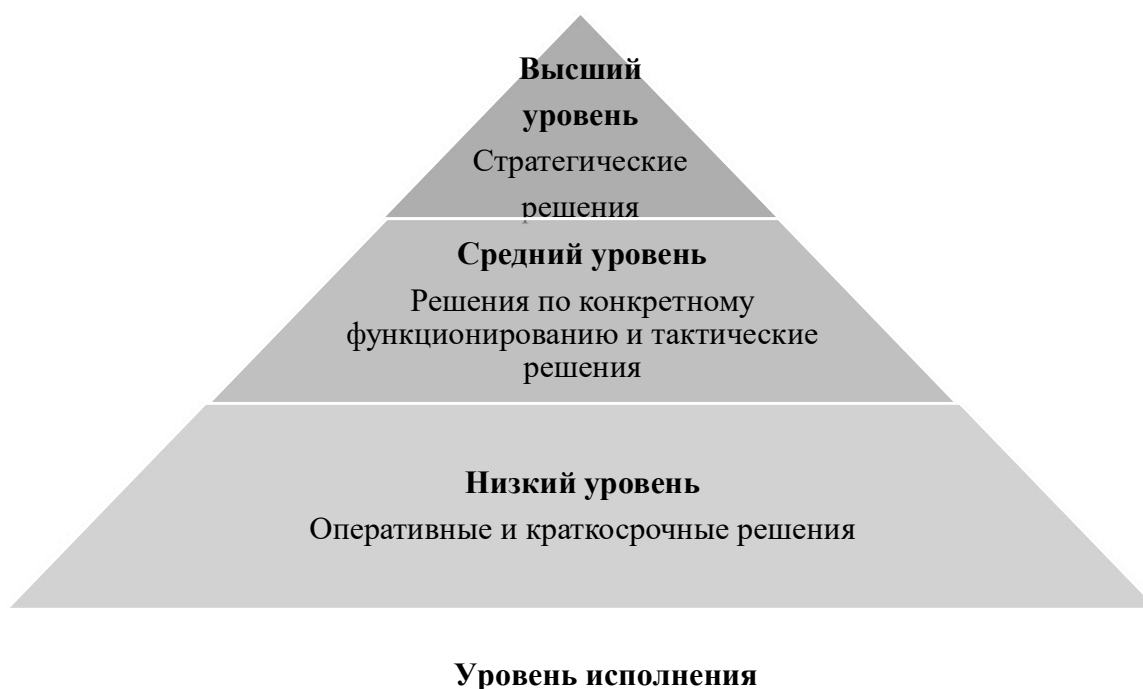 Высший
уровень
Стратегические
решения
Средний уровень
Решения по конкретному
функционированию и тактические
решения
Низкий уровень
Оперативные и краткосрочные решения
Уровень исполнения